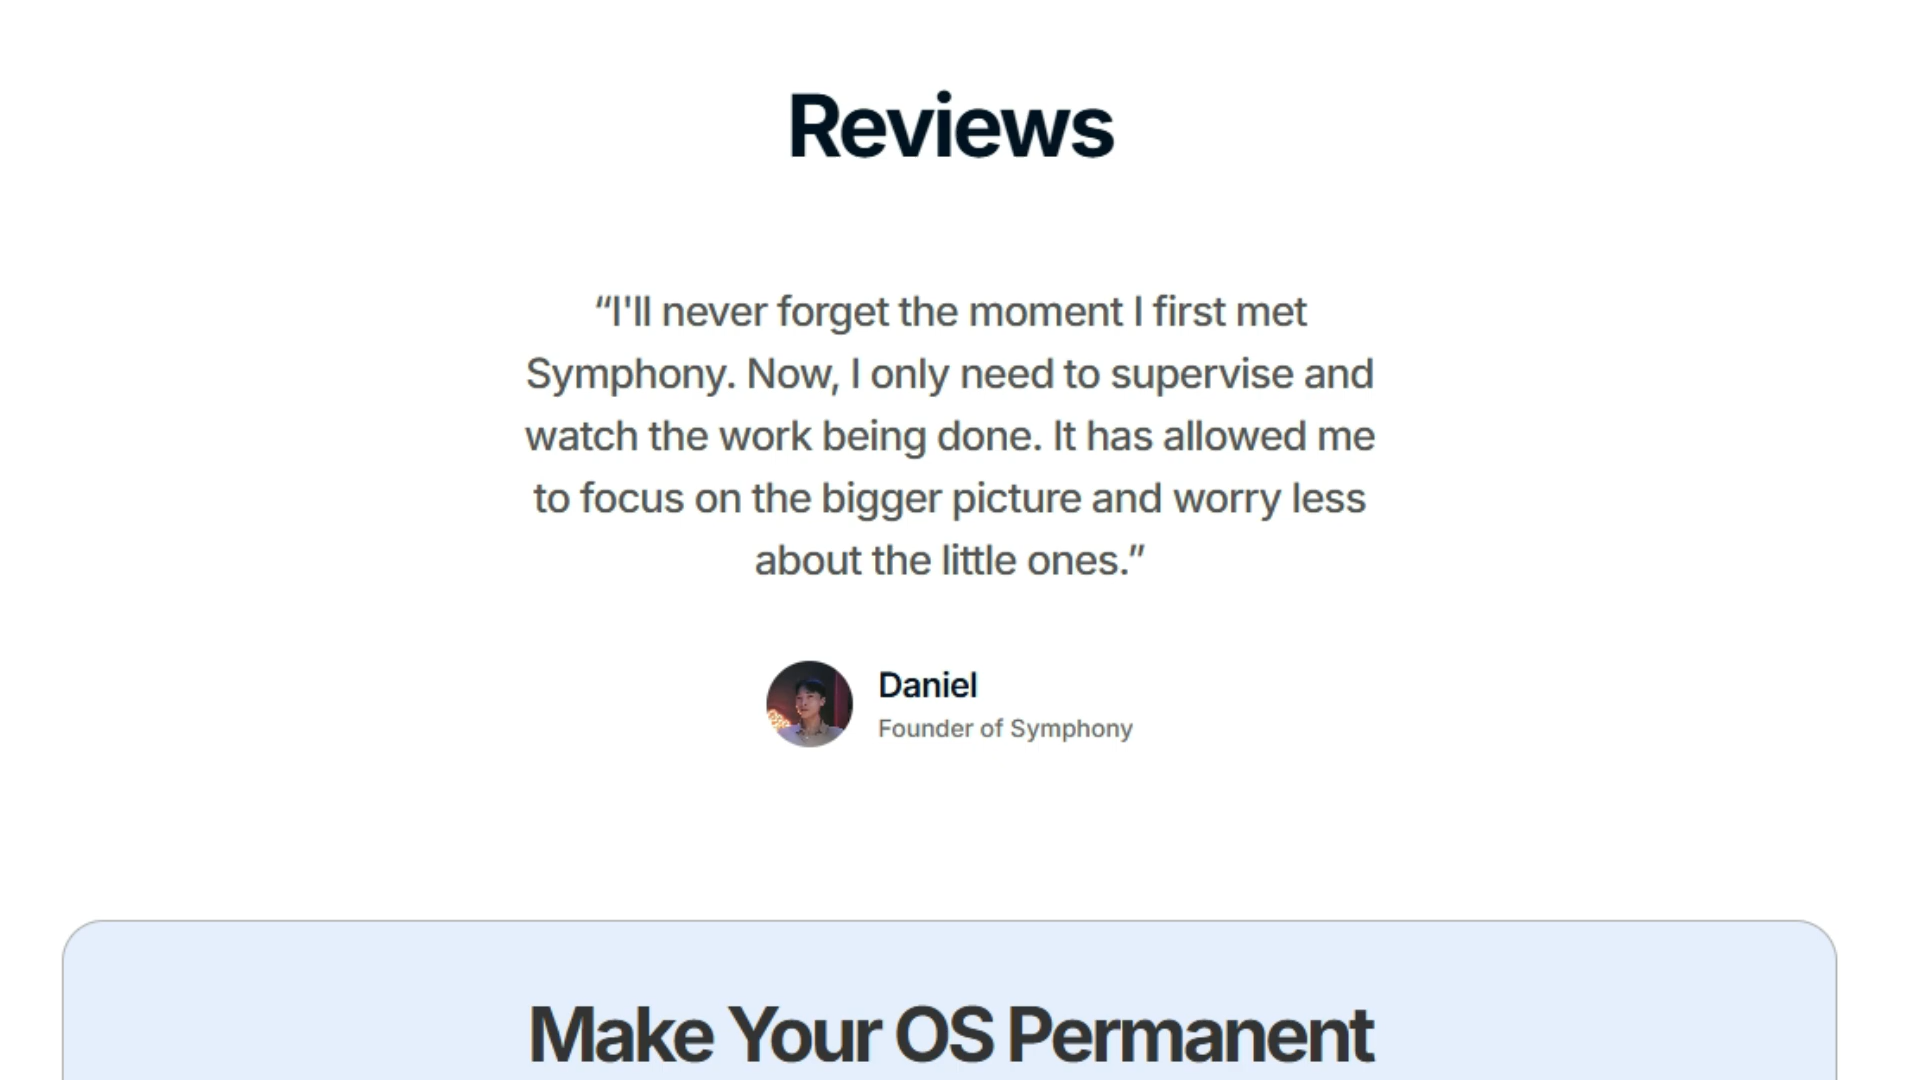 Reviews
“I'll never forget the moment I first met
Symphony. Now, I only need to supervise and
watch the work being done. It has allowed me
to focus on the bigger picture and worry less
about the little ones.”
Daniel
Founder of Symphony
Make Your OS Permanent